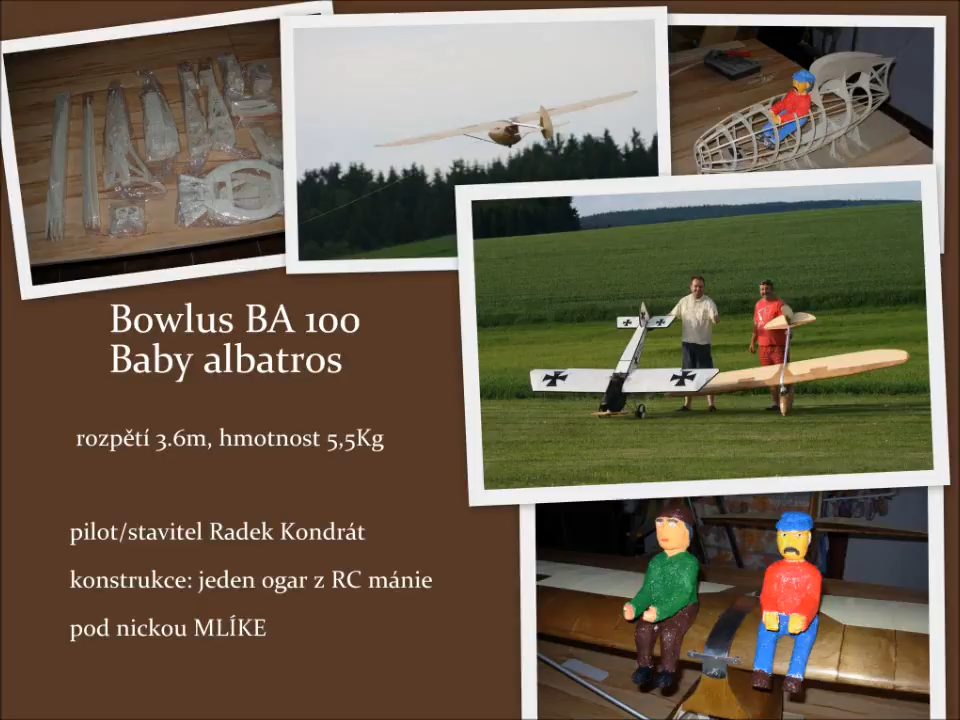 Bowlus BA 100
Baby albatros
rozpětí 3.6m, hmotnost 5,5Kg
pilot/stavitel Radek Kondrát
konstrukce: jeden ogar z RC mánie
pod nickou MLÍKE